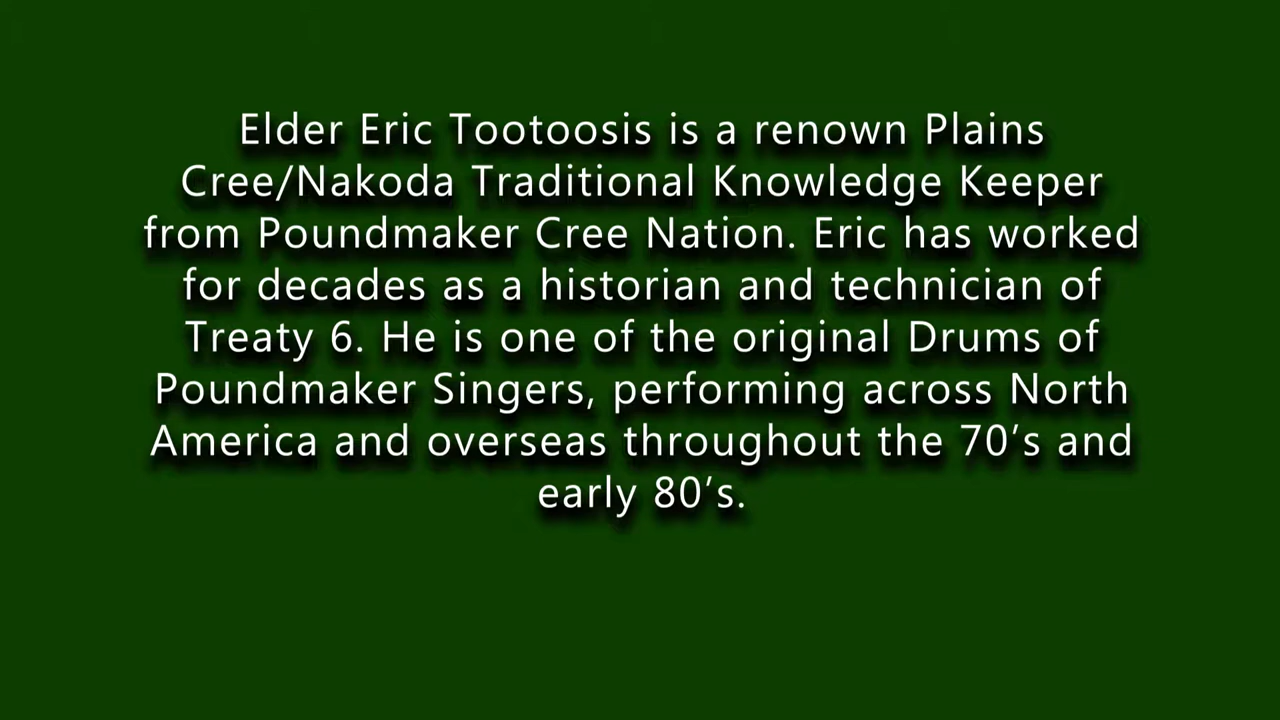 Elder Eric Tootoosis is a renown Plains
Cree/Nakoda Traditional Knowledge Keeper
from Poundmaker Cree Nation. Eric has worked
for decades as a historian and technician of
Treaty 6. He is one of the original Drums of
Poundmaker Singers, performing across North
America and overseas throughout the 70’s and
early 80’s.